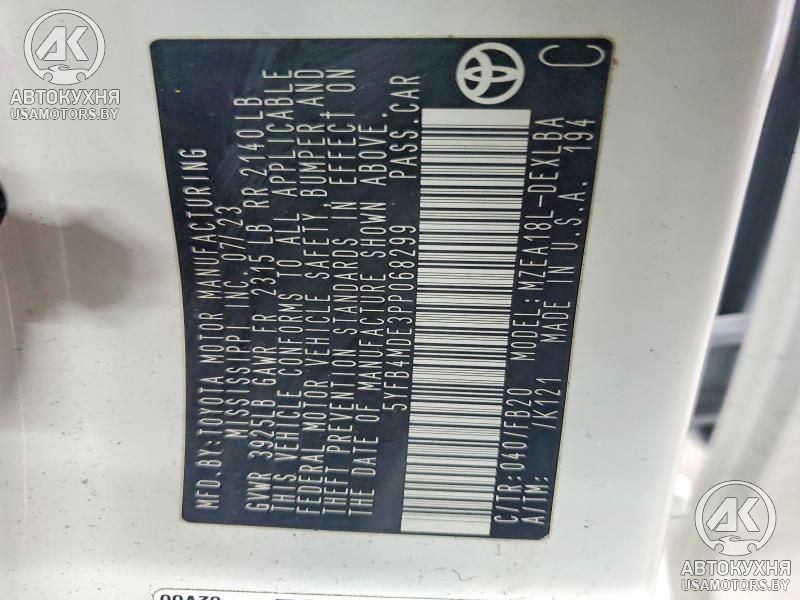 MFD. BY: TOYOTA MOTOR MANUFACTURING
MISSISSIPPI INC. 07/23
GVWR 3925LB GAWR FR 2315LB RR 2140LB
THIS VEHICLE CONFORMS TO ALL APPLICABLE
FEDERAL MOTOR VEHICLE SAFETY, BUMPER, AND
THEFT PREVENTION STANDARDS IN EFFECT ON
THE DATE OF MANUFACTURE SHOWN ABOVE.
5YFB4MDE3PP068299 PASS. CAR
C/TR: 040/FB20 MODEL: MZEA18L-DEXLBA
A/TM: /K121 MADE IN U.S.A. 194
C
АК
АВТОКУХНЯ
USAMOTORS.BY
АК
АВТОКУХНЯ
USAMOTORS.BY